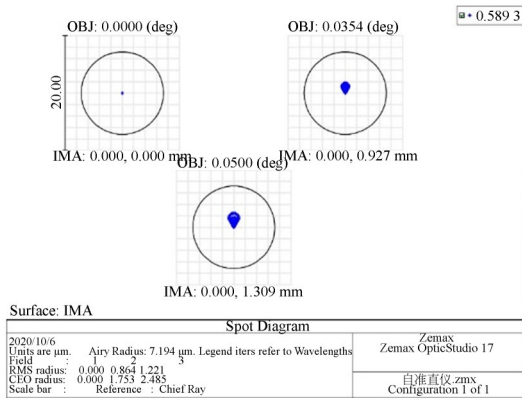 0.589 3
OBJ: 0.0000 (deg)
OBJ: 0.0354 (deg)
20.00
IMA: 0.000, 0.000 mm
IMA: 0.000, 0.927 mm
OBJ: 0.0500 (deg)
IMA: 0.000, 1.309 mm
Surface: IMA
Spot Diagram
2020/10/6
Units are μm. Airy Radius: 7.194 μm. Legend iters refer to Wavelengths
Field : 1 2 3
RMS radius: 0.000 0.864 1.221
CEO radius: 0.000 1.753 2.485
Scale bar : Reference : Chief Ray
Zemax
Zemax OpticStudio 17
自准直仪.zmx
Configuration 1 of 1